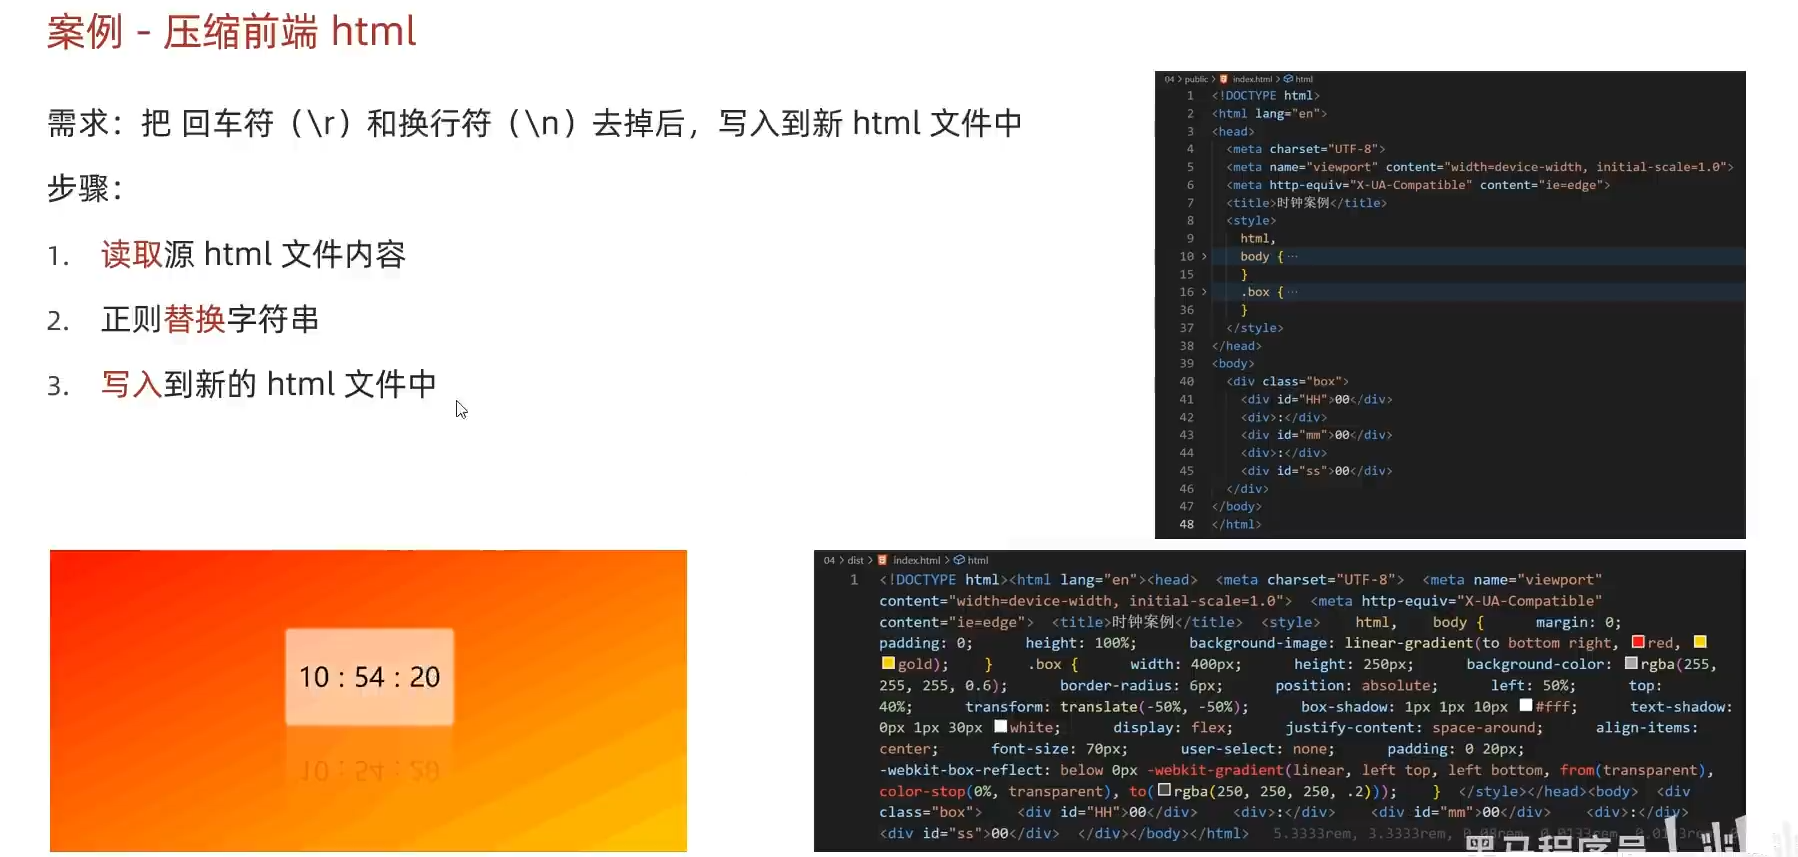 案例 - 压缩前端 html
需求：把 回车符（\r）和换行符（\n）去掉后，写入到新 html 文件中
步骤：
1. 读取源 html 文件内容
2. 正则替换字符串
3. 写入到新的 html 文件中
04 > public > index.html > html
1 <!DOCTYPE html>
2 <html lang="en">
3 <head>
4 <meta charset="UTF-8">
5 <meta name="viewport" content="width=device-width, initial-scale=1.0">
6 <meta http-equiv="X-UA-Compatible" content="ie=edge">
7 <title>时钟案例</title>
8 <style>
9 html,
10 > body { ...
15 }
16 > .box { ...
36 }
37 </style>
38 </head>
39 <body>
40 <div class="box">
41 <div id="HH">00</div>
42 <div>:</div>
43 <div id="mm">00</div>
44 <div>:</div>
45 <div id="ss">00</div>
46 </div>
47 </body>
48 </html>
10 : 54 : 20
10 : 54 : 20
04 > dist > index.html > html
1 <!DOCTYPE html><html lang="en"><head> <meta charset="UTF-8"> <meta name="viewport"
content="width=device-width, initial-scale=1.0"> <meta http-equiv="X-UA-Compatible"
content="ie=edge"> <title>时钟案例</title> <style> html, body { margin: 0;
padding: 0; height: 100%; background-image: linear-gradient(to bottom right, red,
gold); } .box { width: 400px; height: 250px; background-color: rgba(255,
255, 255, 0.6); border-radius: 6px; position: absolute; left: 50%; top:
40%; transform: translate(-50%, -50%); box-shadow: 1px 1px 10px #fff; text-shadow:
0px 1px 30px white; display: flex; justify-content: space-around; align-items:
center; font-size: 70px; user-select: none; padding: 0 20px;
-webkit-box-reflect: below 0px -webkit-gradient(linear, left top, left bottom, from(transparent),
color-stop(0%, transparent), to(rgba(250, 250, 250, .2))); } </style></head><body> <div
class="box"> <div id="HH">00</div> <div>:</div> <div id="mm">00</div> <div>:</div>
<div id="ss">00</div> </div></body></html> 5.3333rem, 3.3333rem, 0.08rem,
黑马程序员